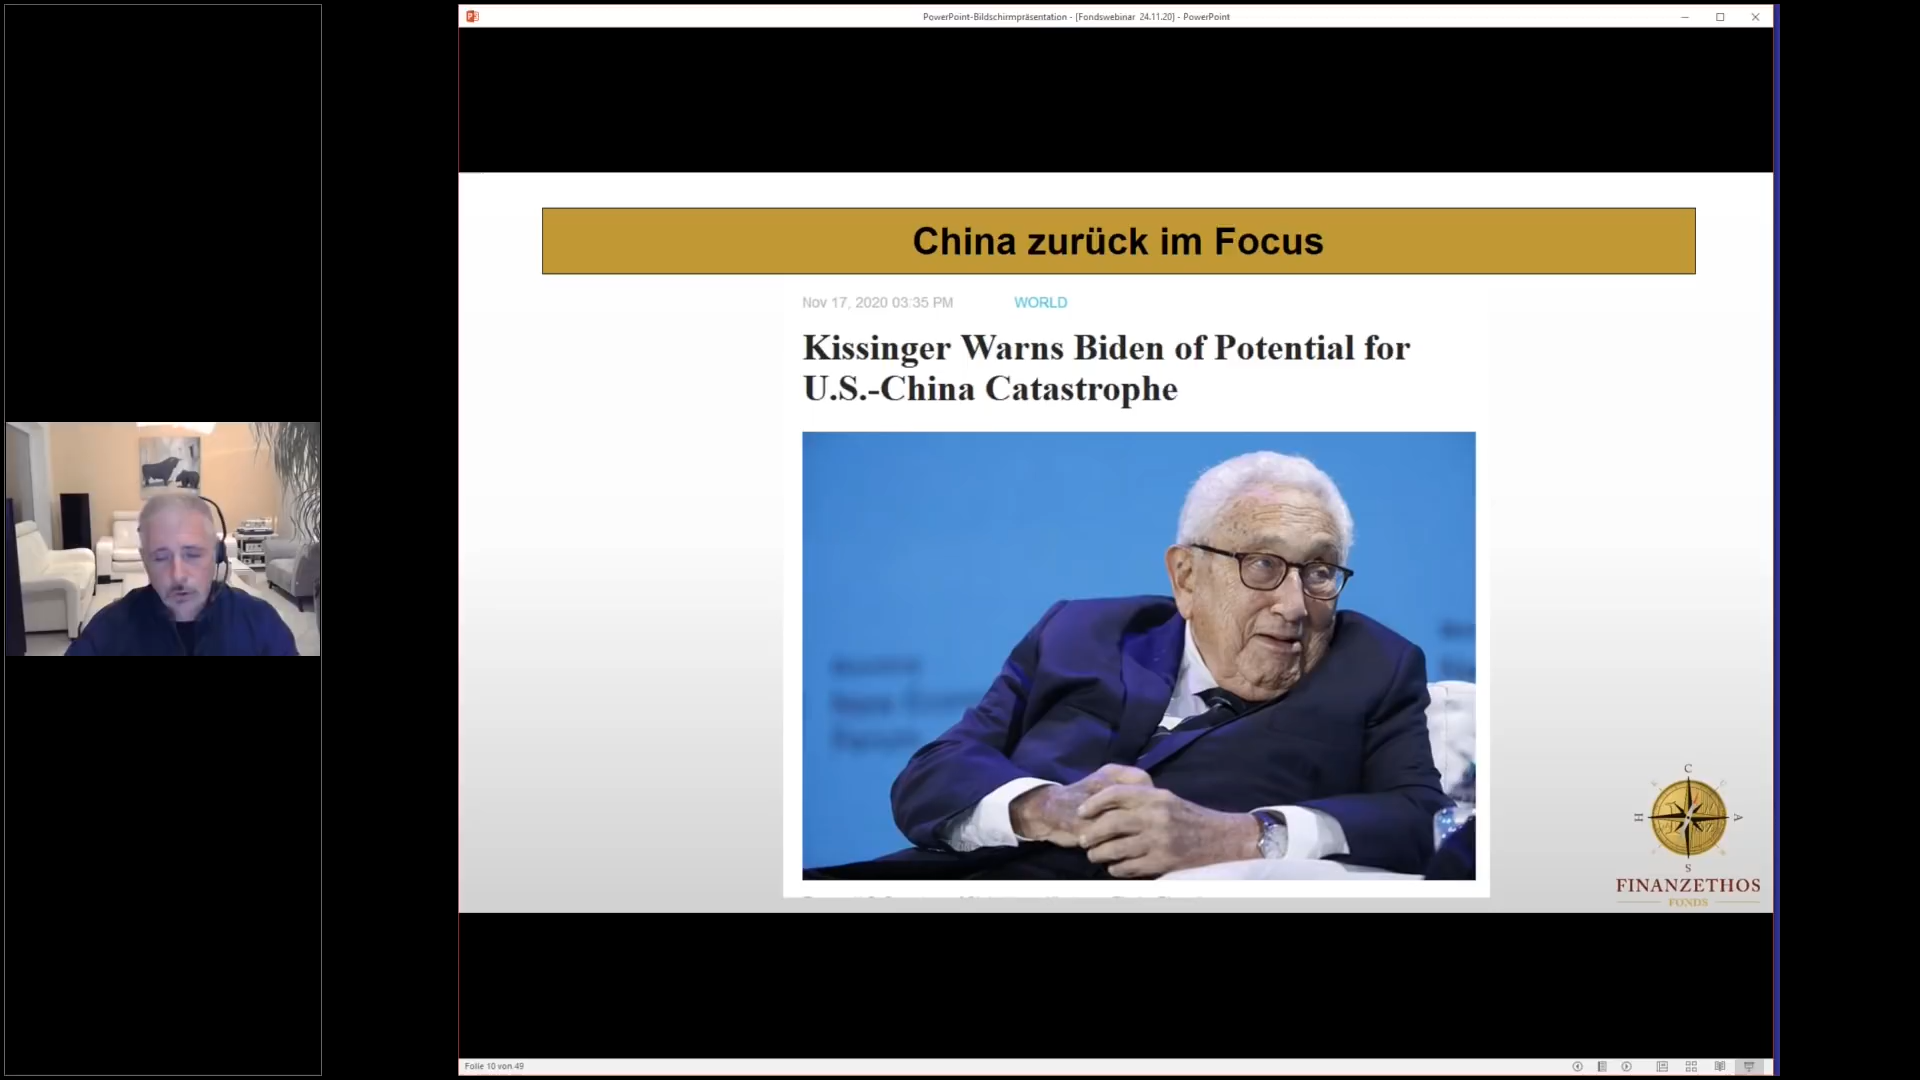 PowerPoint-Bildschirmpräsentation - [Fondswebinar 24.11.20] - PowerPoint
China zurück im Focus
Nov 17, 2020 03:35 PM WORLD
Kissinger Warns Biden of Potential for
U.S.-China Catastrophe
C
H A
S
FINANZETHOS
FONDS
Folie 10 von 49